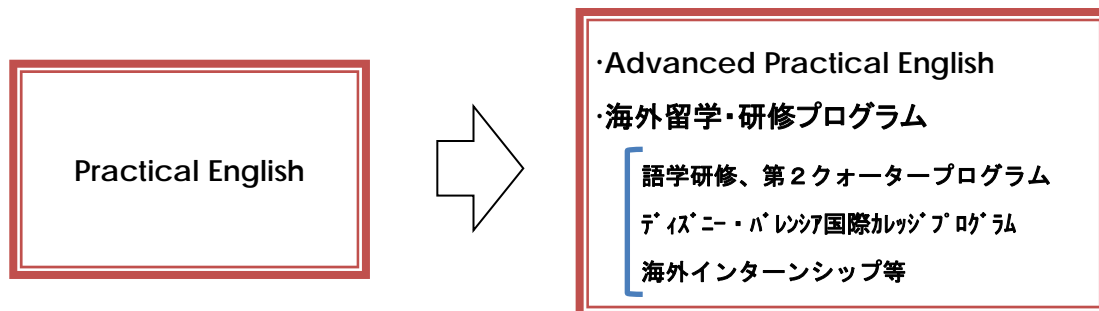 Practical English
·Advanced Practical English
·海外留学・研修プログラム
語学研修、第２クォータープログラム
ﾃﾞｨｽﾞﾆｰ・ﾊﾞﾚﾝｼｱ国際ｶﾚｯｼﾞﾌﾟﾛｸﾞﾗﾑ
海外インターンシップ等